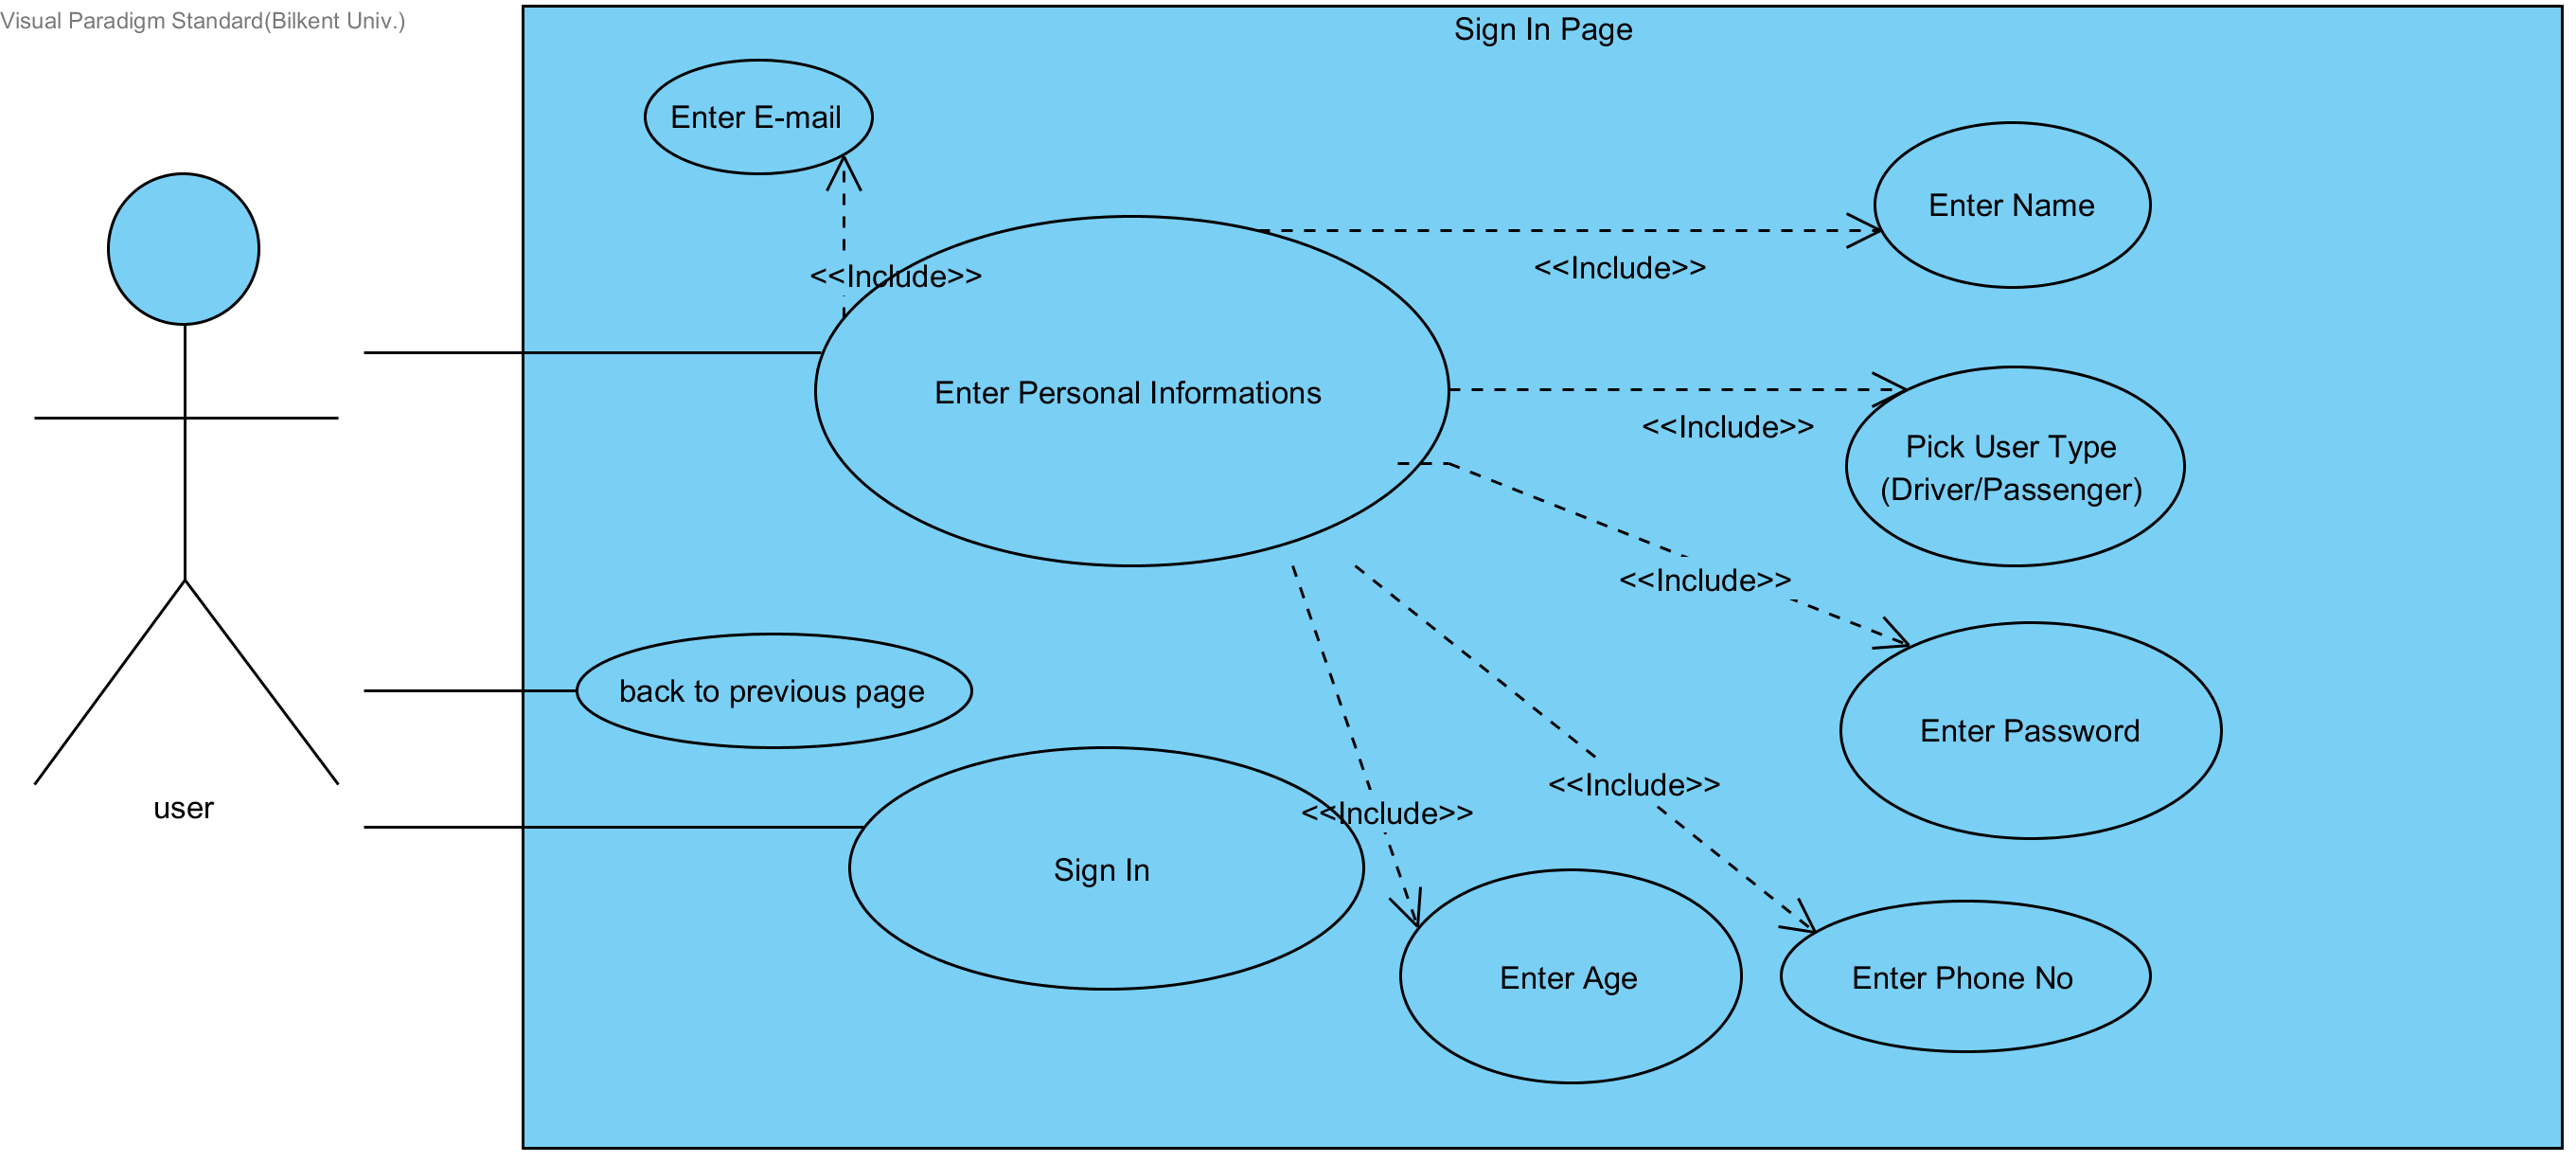 Visual Paradigm Standard(Bilkent Univ.)
Sign In Page
Enter E-mail
Enter Name
<<Include>>
<<Include>>
Enter Personal Informations
<<Include>>
Pick User Type
(Driver/Passenger)
<<Include>>
back to previous page
Enter Password
<<Include>>
<<Include>>
user
Sign In
Enter Age
Enter Phone No